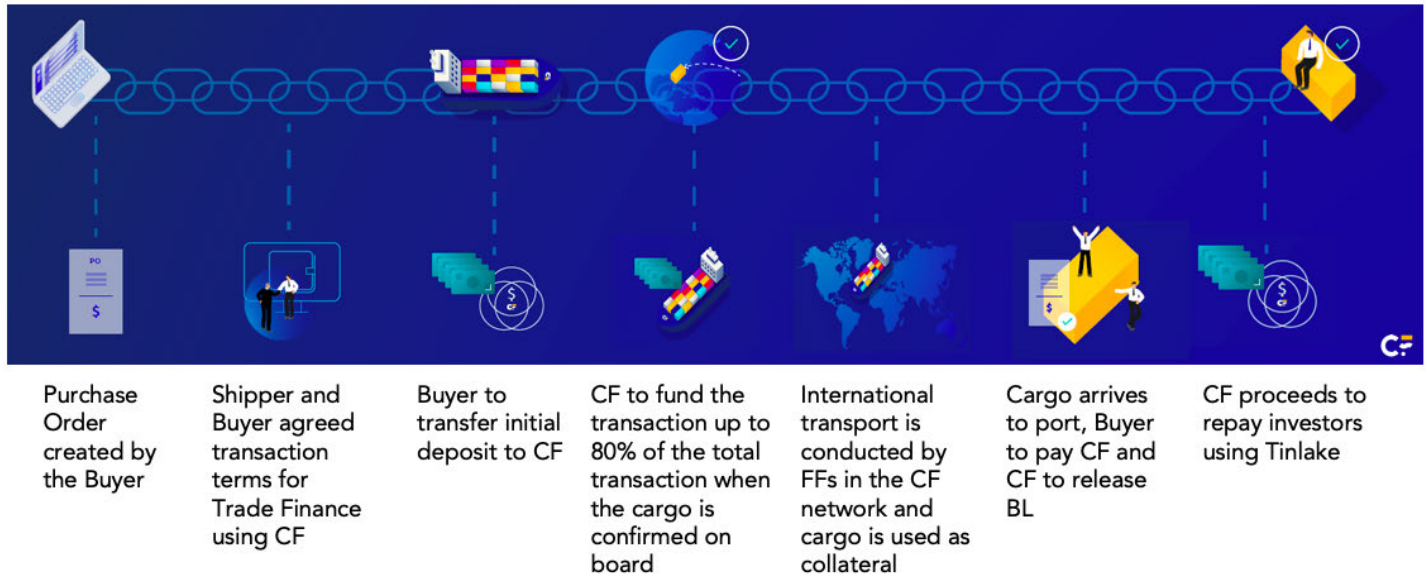 PO
$
$
CF
$
$
CF
CF
Purchase
Order
created by
the Buyer
Shipper and
Buyer agreed
transaction
terms for
Trade Finance
using CF
Buyer to
transfer initial
deposit to CF
CF to fund the
transaction up to
80% of the total
transaction when
the cargo is
confirmed on
board
International
transport is
conducted by
FFs in the CF
network and
cargo is used as
collateral
Cargo arrives
to port, Buyer
to pay CF and
CF to release
BL
CF proceeds to
repay investors
using Tinlake